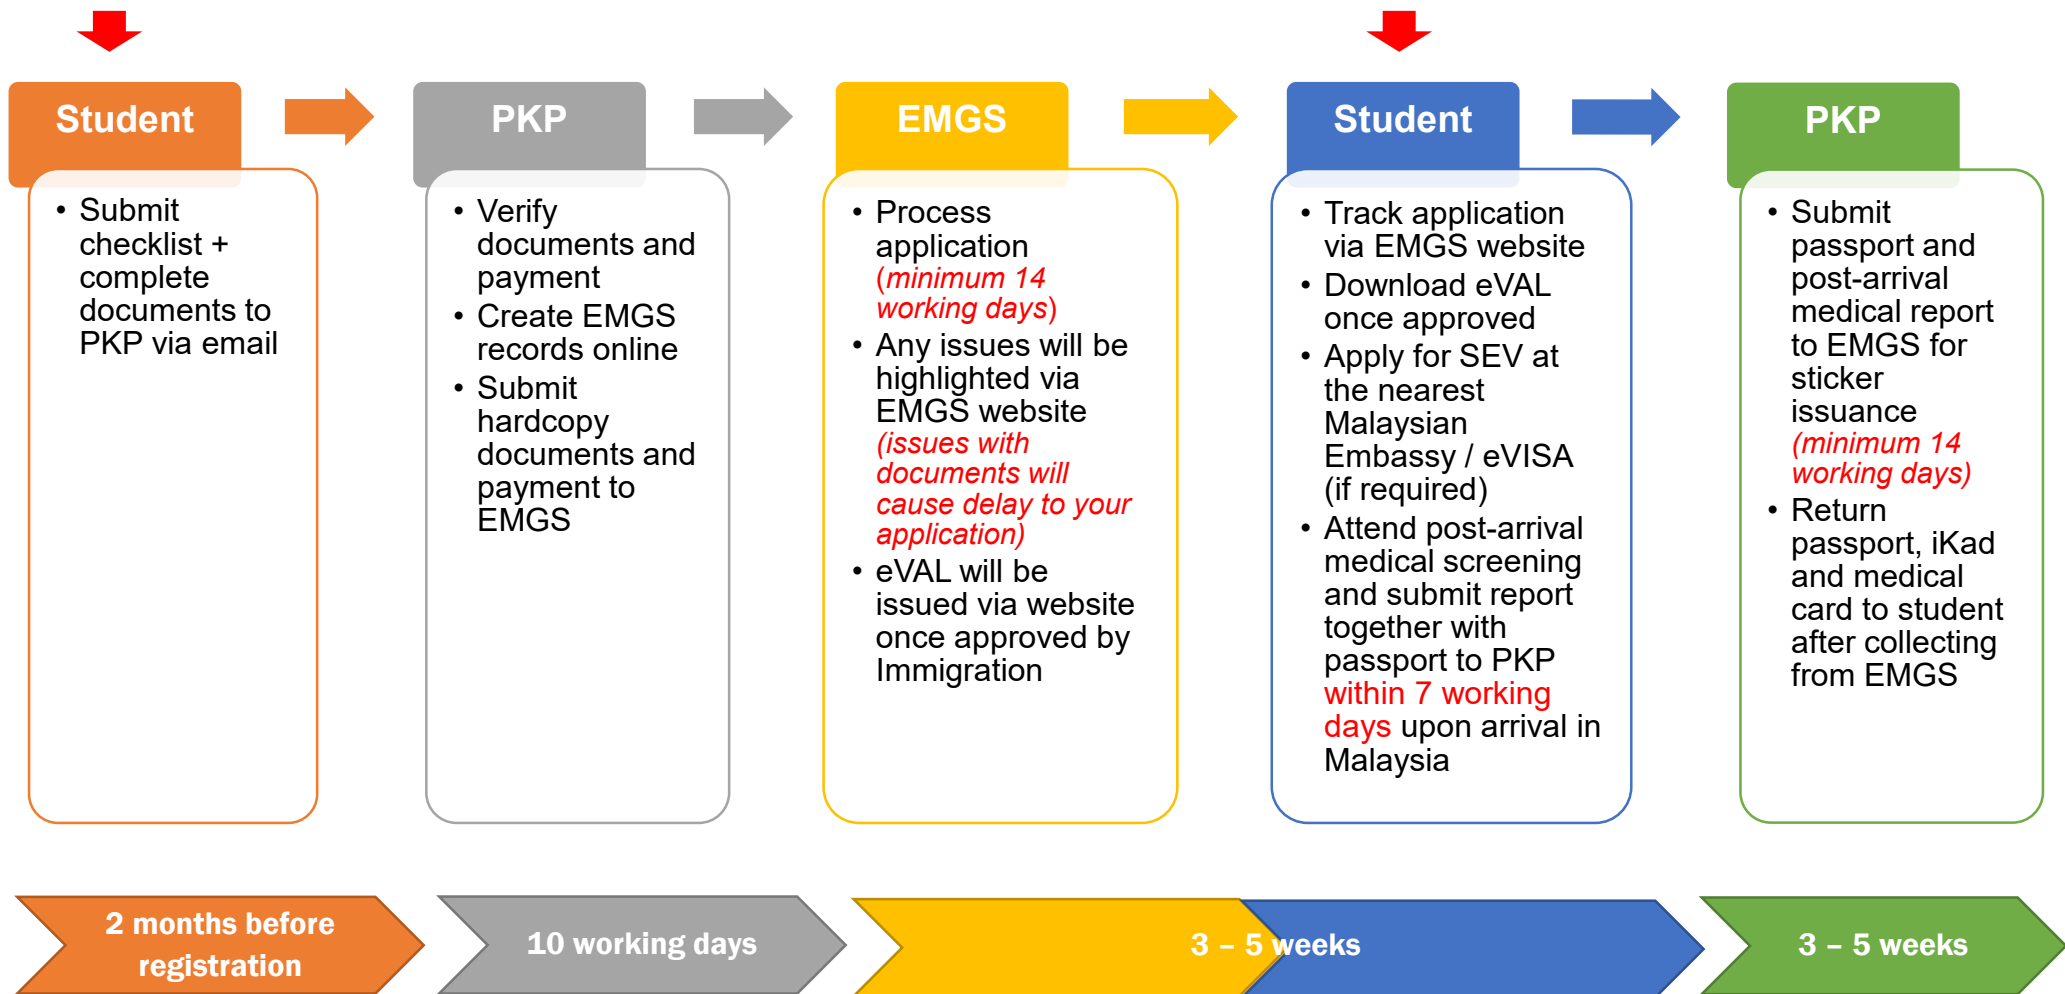 Student
• Submit
checklist +
complete
documents to
PKP via email
PKP
• Verify
documents and
payment
• Create EMGS
records online
• Submit
hardcopy
documents and
payment to
EMGS
EMGS
• Process
application
(minimum 14
working days)
• Any issues will be
highlighted via
EMGS website
(issues with
documents will
cause delay to your
application)
• eVAL will be
issued via website
once approved by
Immigration
Student
• Track application
via EMGS website
• Download eVAL
once approved
• Apply for SEV at
the nearest
Malaysian
Embassy / eVISA
(if required)
• Attend post-arrival
medical screening
and submit report
together with
passport to PKP
within 7 working
days upon arrival in
Malaysia
PKP
• Submit
passport and
post-arrival
medical report
to EMGS for
sticker
issuance
(minimum 14
working days)
• Return
passport, iKad
and medical
card to student
after collecting
from EMGS
2 months before
registration
10 working days
3 – 5 weeks
3 – 5 weeks